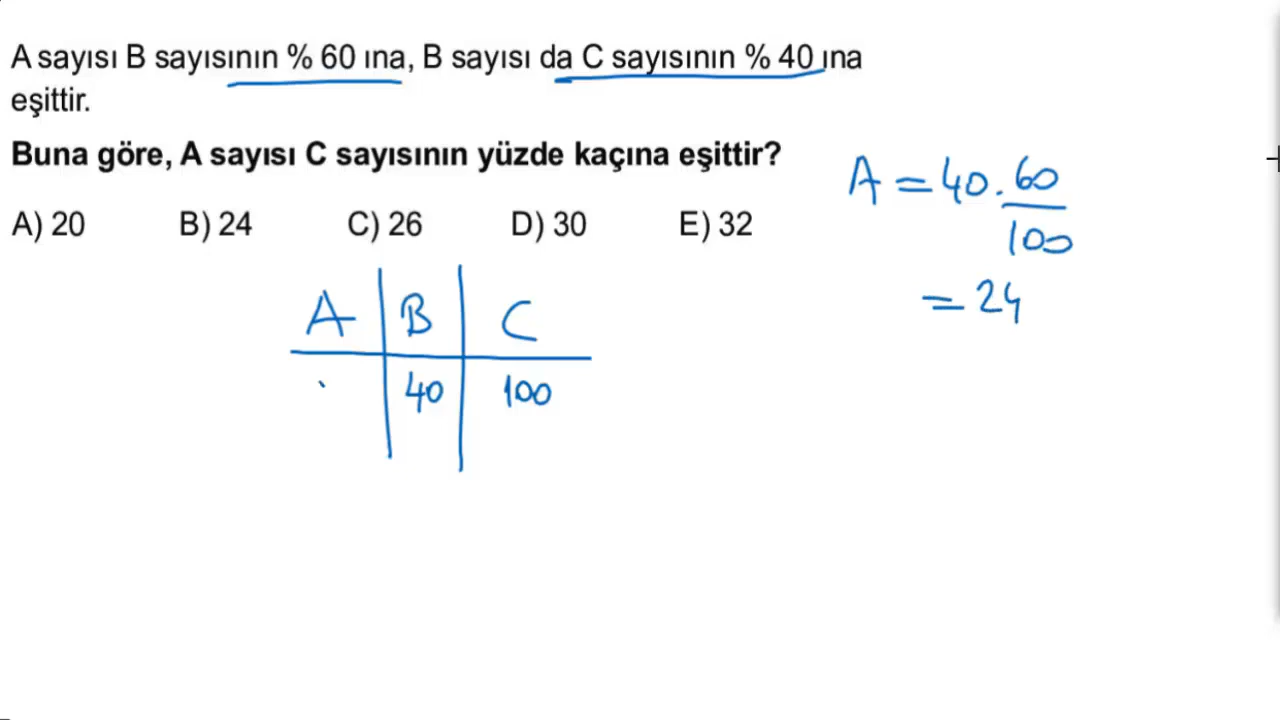 A sayısı B sayısının % 60 ına, B sayısı da C sayısının % 40 ına
eşittir.
Buna göre, A sayısı C sayısının yüzde kaçına eşittir?
A) 20 B) 24 C) 26 D) 30 E) 32
A = 40 . 60
100
= 24
A B C
40 100